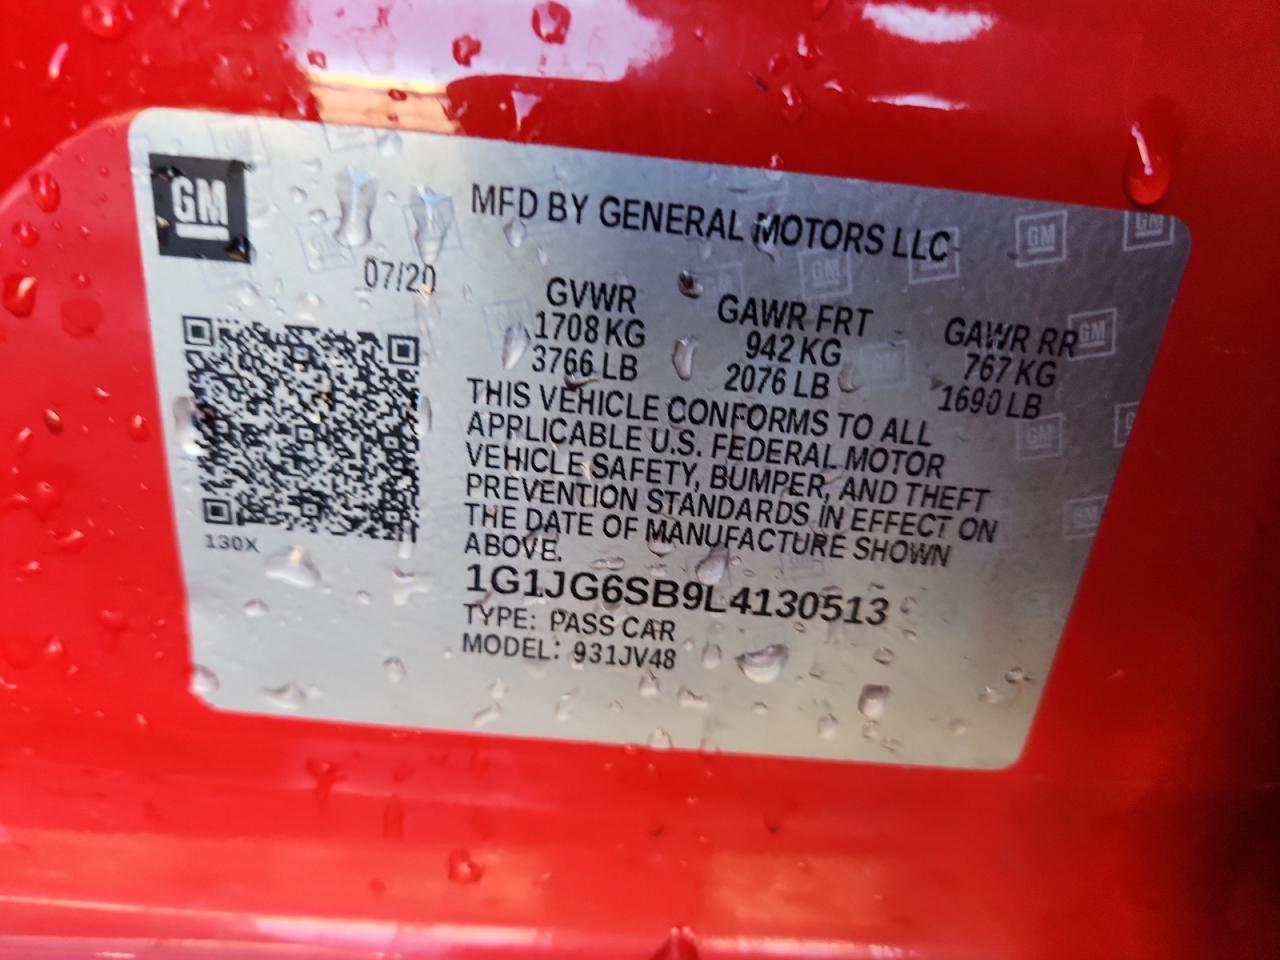 GM
MFD BY GENERAL MOTORS LLC
07/20
GVWR GAWR FRT GAWR RR
1708 KG 942 KG 767 KG
3766 LB 2076 LB 1690 LB
THIS VEHICLE CONFORMS TO ALL
APPLICABLE U.S. FEDERAL MOTOR
VEHICLE SAFETY, BUMPER, AND THEFT
PREVENTION STANDARDS IN EFFECT ON
THE DATE OF MANUFACTURE SHOWN
ABOVE.
130X
1G1JG6SB9L4130513
TYPE: PASS CAR
MODEL: 931JV48